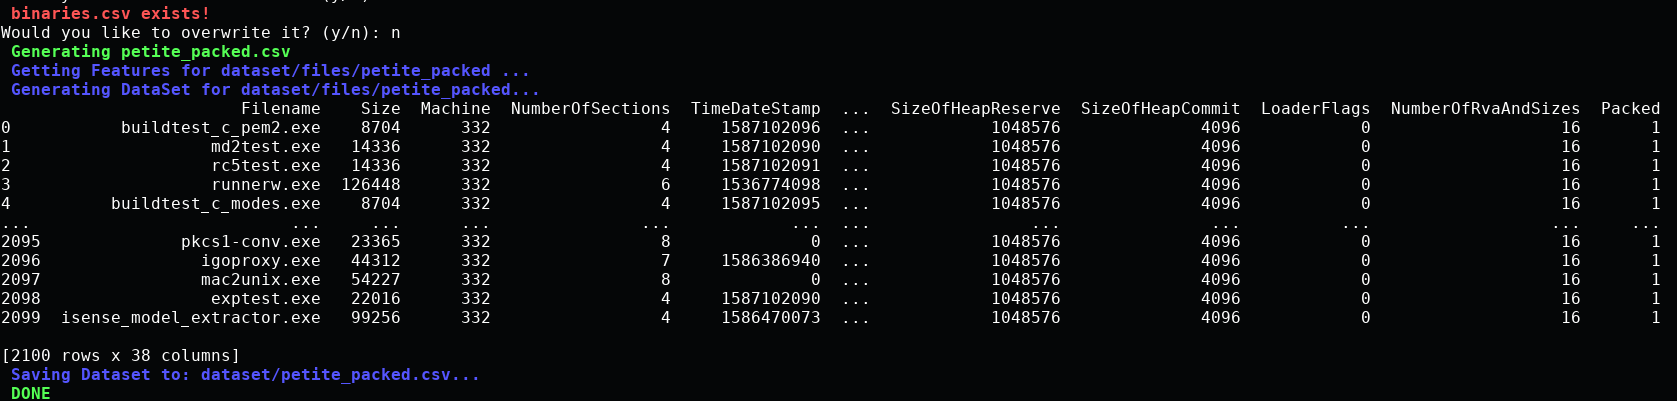 (y/n)
binaries.csv exists!
Would you like to overwrite it? (y/n): n
Generating petite_packed.csv
Getting Features for dataset/files/petite_packed ...
Generating DataSet for dataset/files/petite_packed...
Filename Size Machine NumberOfSections TimeDateStamp ... SizeOfHeapReserve SizeOfHeapCommit LoaderFlags NumberOfRvaAndSizes Packed
0 buildtest_c_pem2.exe 8704 332 4 1587102096 ... 1048576 4096 0 16 1
1 md2test.exe 14336 332 4 1587102090 ... 1048576 4096 0 16 1
2 rc5test.exe 14336 332 4 1587102091 ... 1048576 4096 0 16 1
3 runnerw.exe 126448 332 6 1536774098 ... 1048576 4096 0 16 1
4 buildtest_c_modes.exe 8704 332 4 1587102095 ... 1048576 4096 0 16 1
... ... ... ... ... ... ... ... ... ... ... ...
2095 pkcs1-conv.exe 23365 332 8 0 ... 1048576 4096 0 16 1
2096 igoproxy.exe 44312 332 7 1586386940 ... 1048576 4096 0 16 1
2097 mac2unix.exe 54227 332 8 0 ... 1048576 4096 0 16 1
2098 exptest.exe 22016 332 4 1587102090 ... 1048576 4096 0 16 1
2099 isense_model_extractor.exe 99256 332 4 1586470073 ... 1048576 4096 0 16 1
[2100 rows x 38 columns]
Saving Dataset to: dataset/petite_packed.csv...
DONE